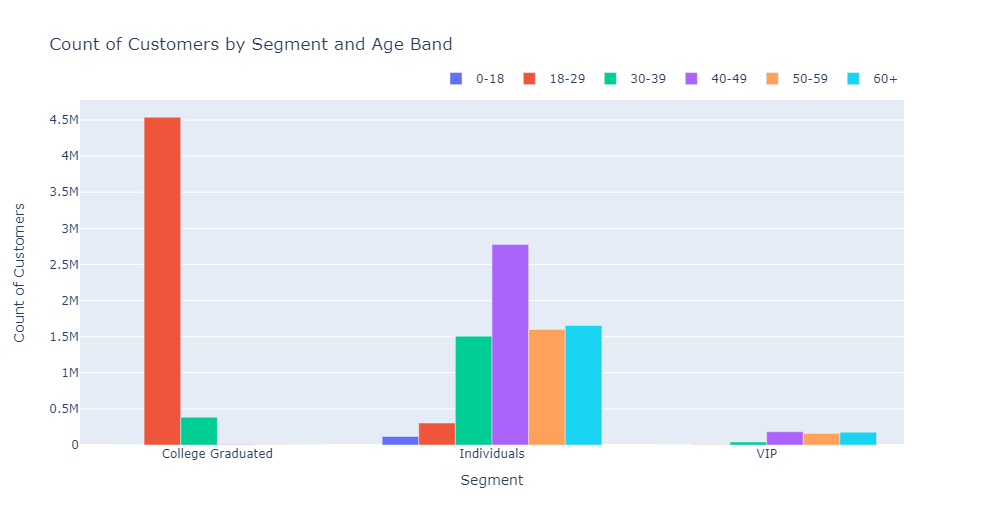 Count of Customers by Segment and Age Band
0-18 18-29 30-39 40-49 50-59 60+
4.5M
4M
3.5M
3M
2.5M
2M
1.5M
1M
0.5M
0
Count of Customers
College Graduated Individuals VIP
Segment